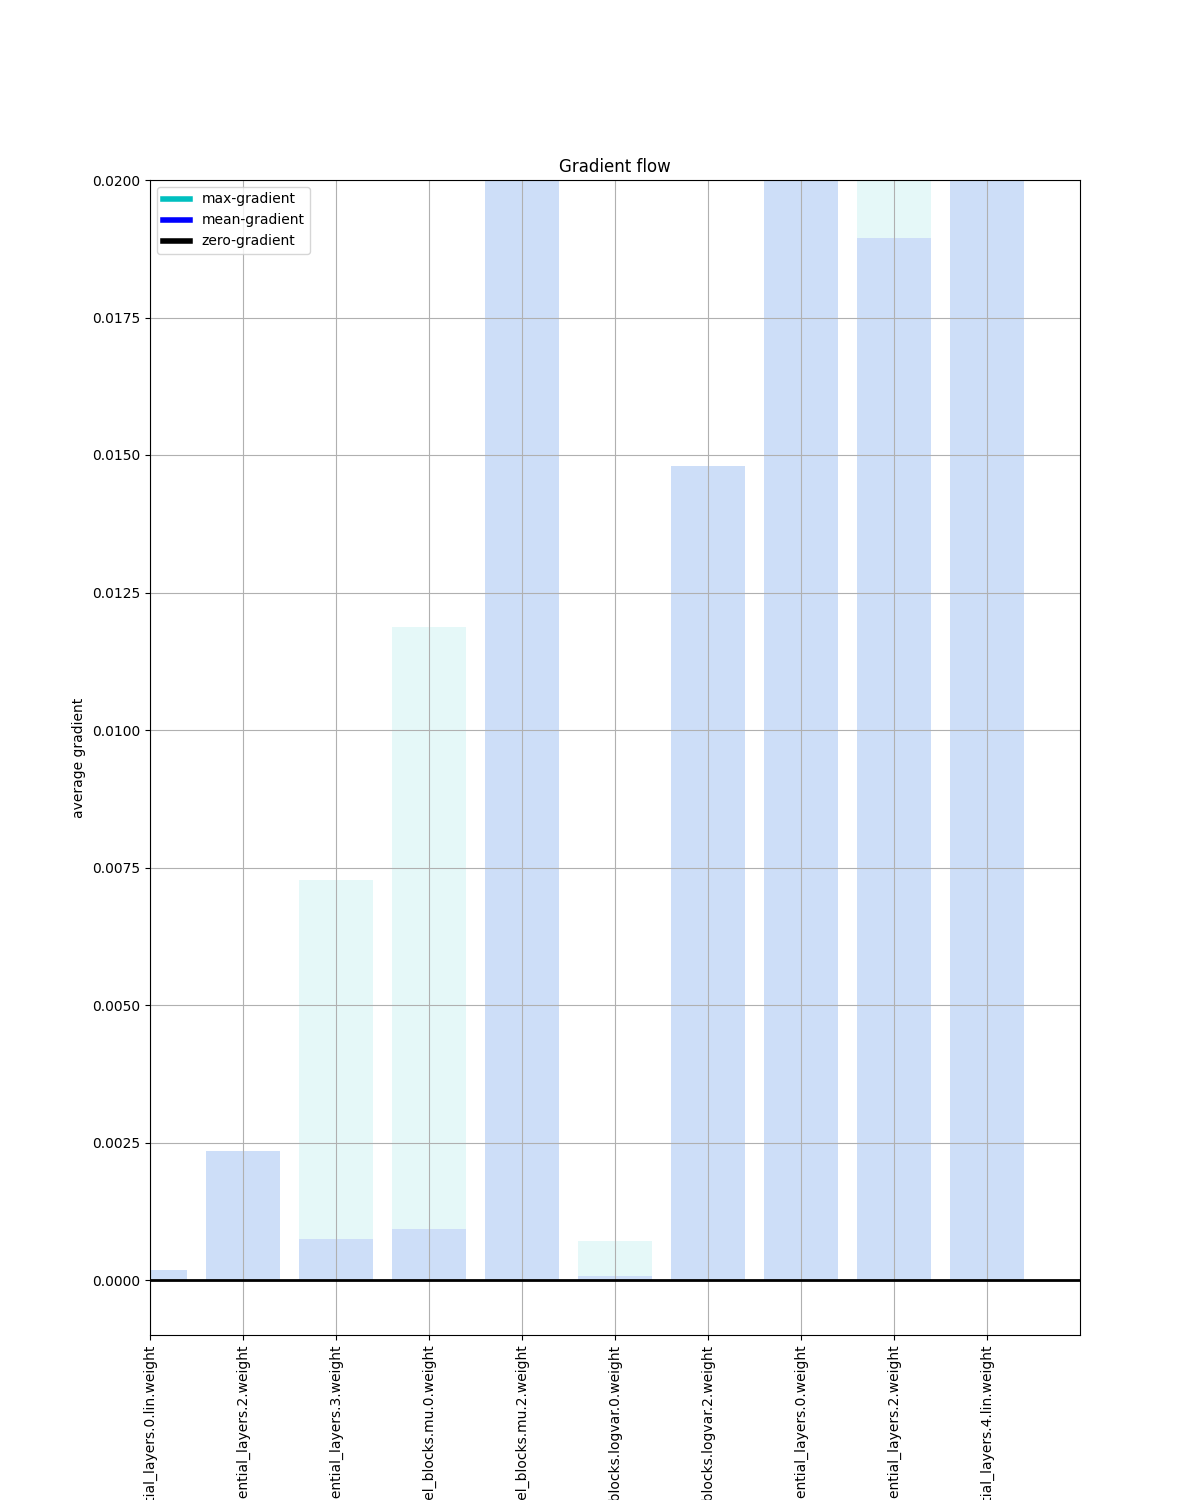 Gradient flow
max-gradient
mean-gradient
zero-gradient
0.0200
0.0175
0.0150
0.0125
0.0100
0.0075
0.0050
0.0025
0.0000
average gradient
tial_layers.0.lin.weight
ential_layers.2.weight
ential_layers.3.weight
el_blocks.mu.0.weight
el_blocks.mu.2.weight
blocks.logvar.0.weight
blocks.logvar.2.weight
ential_layers.0.weight
ential_layers.2.weight
tial_layers.4.lin.weight